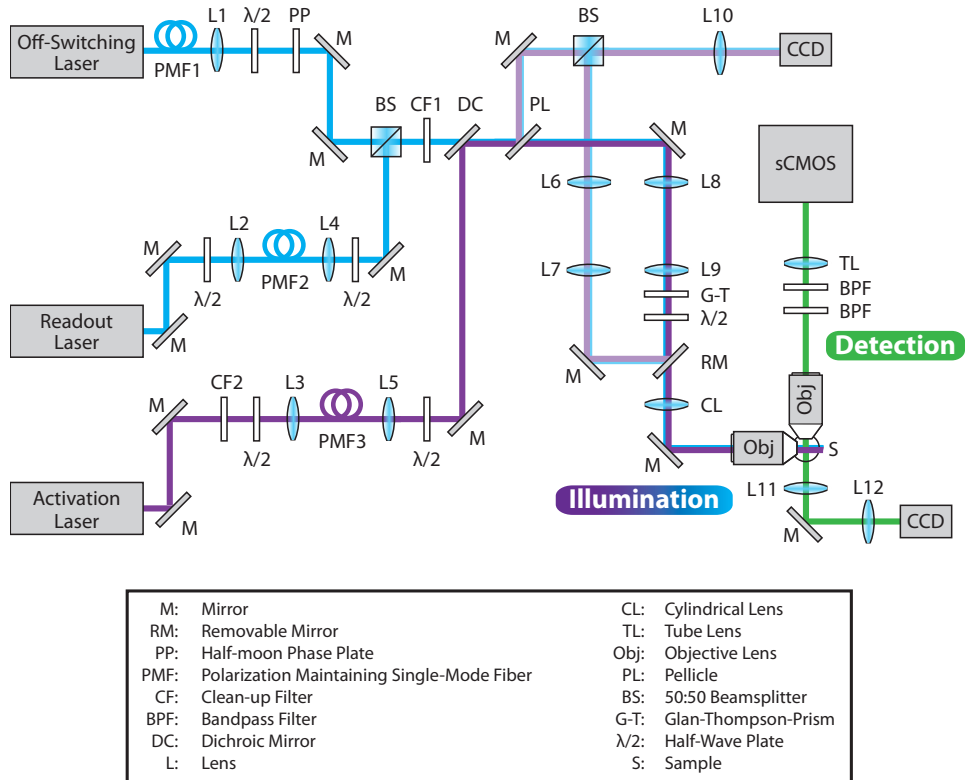 Off-Switching
Laser
PMF1
L1
λ/2
PP
M
M
BS
CF1
DC
PL
M
BS
L10
CCD
M
sCMOS
L6
L8
L7
L9
G-T
λ/2
RM
M
CL
M
TL
BPF
BPF
Detection
Obj
Obj
S
Illumination
L11
L12
M
CCD
Readout
Laser
M
M
λ/2
L2
PMF2
L4
λ/2
M
Activation
Laser
M
M
CF2
λ/2
L3
PMF3
L5
λ/2
M
M: Mirror
RM: Removable Mirror
PP: Half-moon Phase Plate
PMF: Polarization Maintaining Single-Mode Fiber
CF: Clean-up Filter
BPF: Bandpass Filter
DC: Dichroic Mirror
L: Lens
CL: Cylindrical Lens
TL: Tube Lens
Obj: Objective Lens
PL: Pellicle
BS: 50:50 Beamsplitter
G-T: Glan-Thompson-Prism
λ/2: Half-Wave Plate
S: Sample